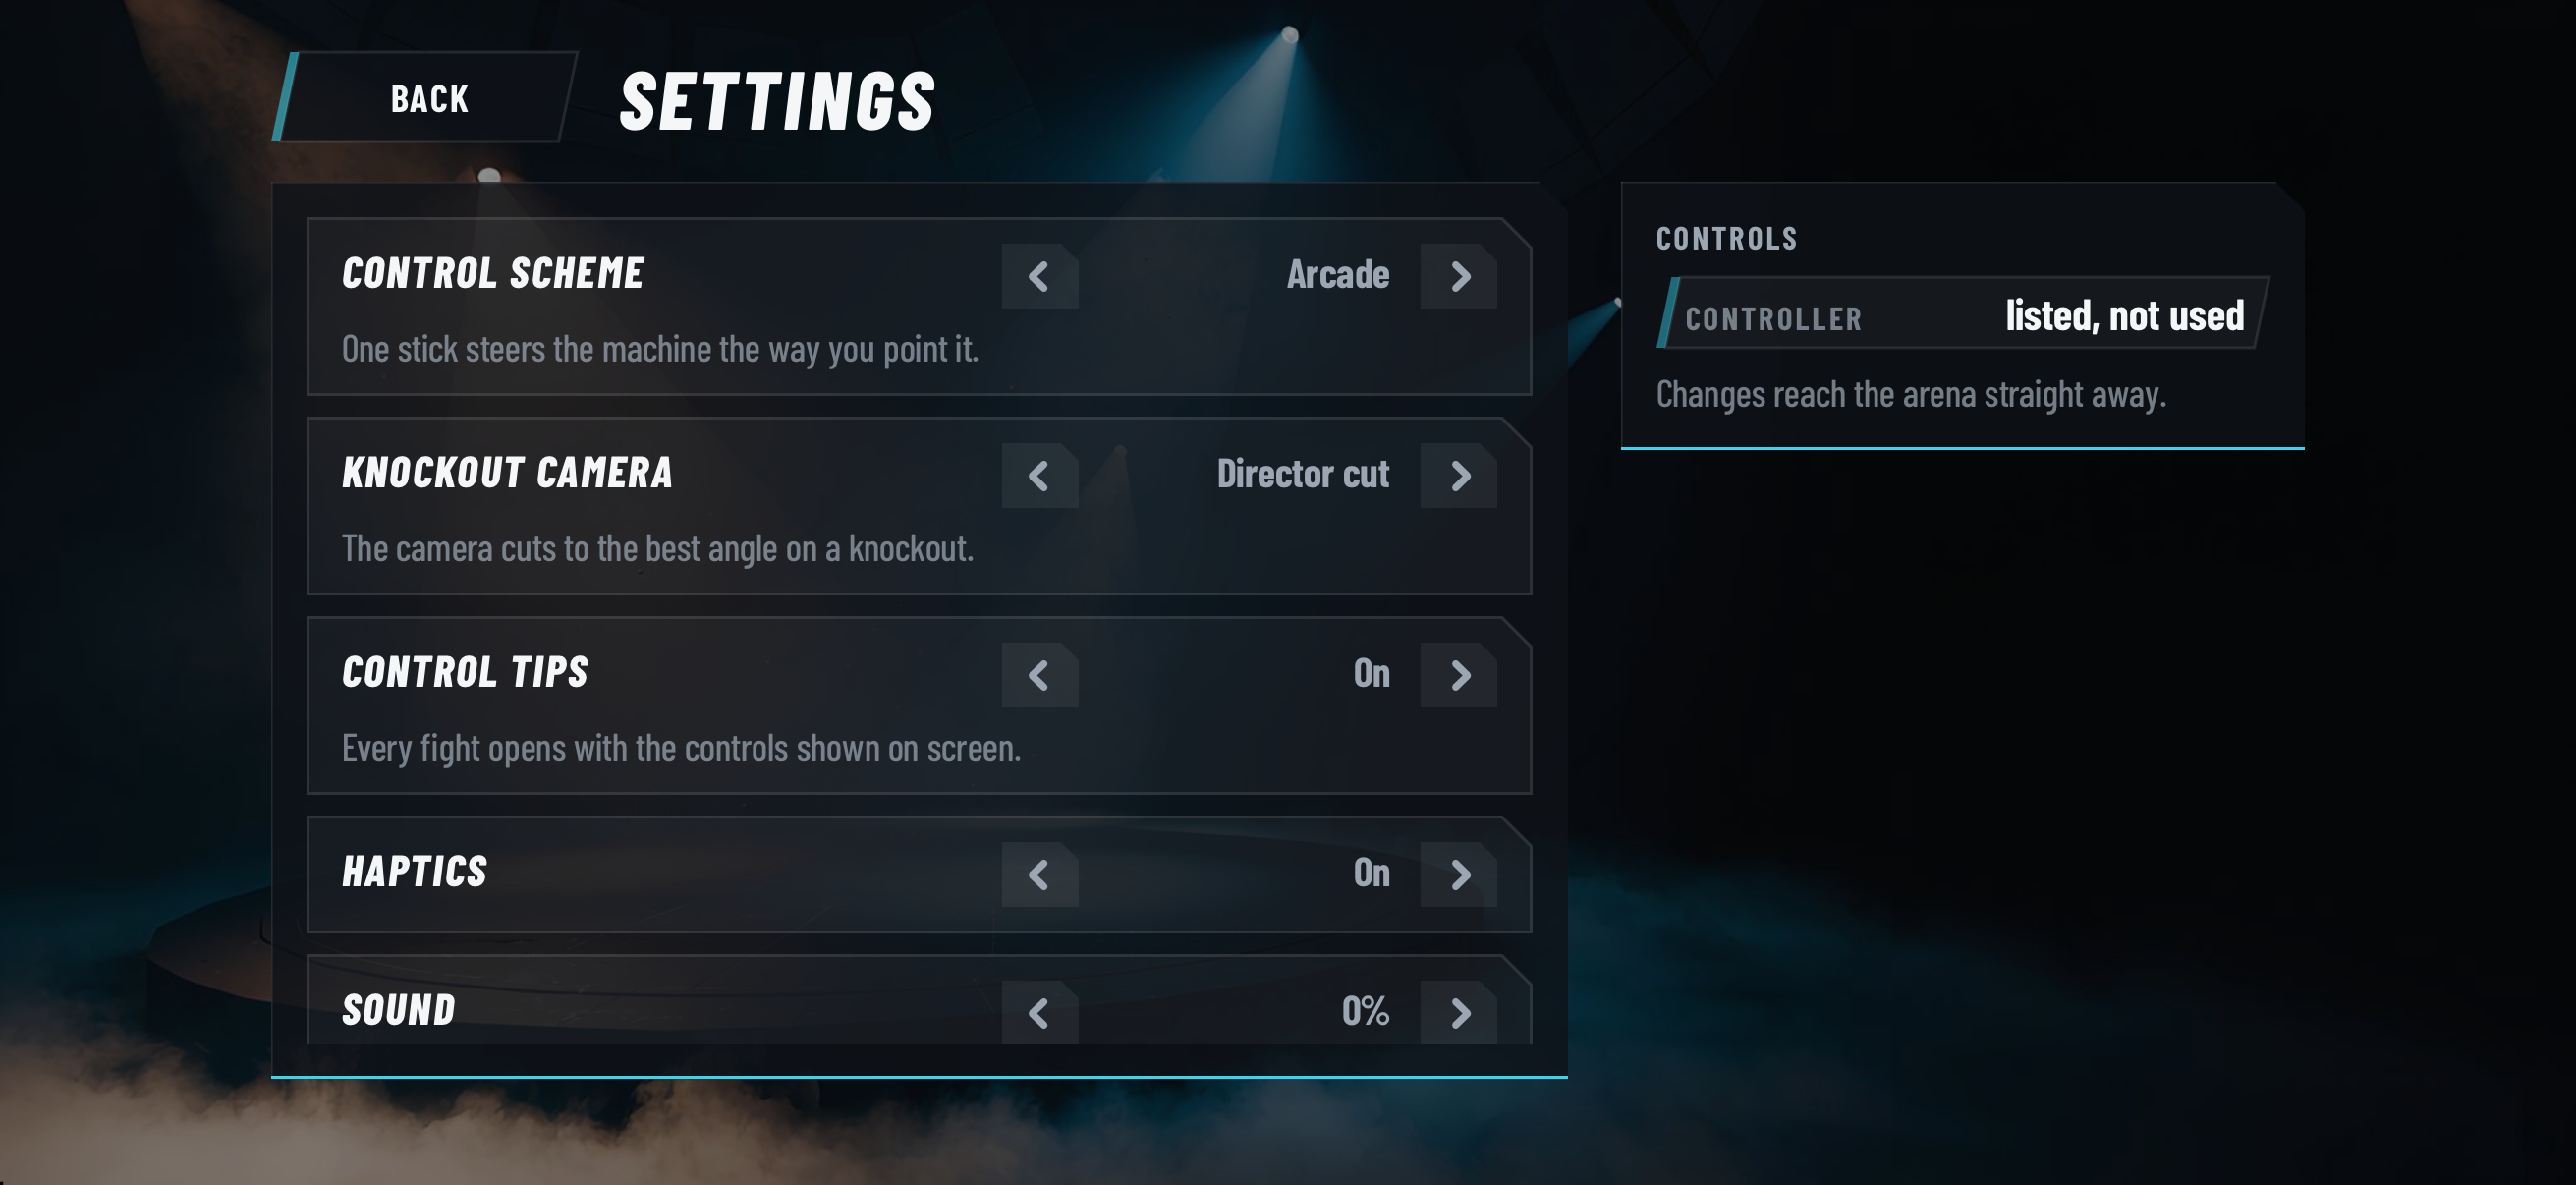 BACK
SETTINGS
CONTROL SCHEME
Arcade
One stick steers the machine the way you point it.
KNOCKOUT CAMERA
Director cut
The camera cuts to the best angle on a knockout.
CONTROL TIPS
On
Every fight opens with the controls shown on screen.
HAPTICS
On
SOUND
0%
CONTROLS
CONTROLLER
listed, not used
Changes reach the arena straight away.